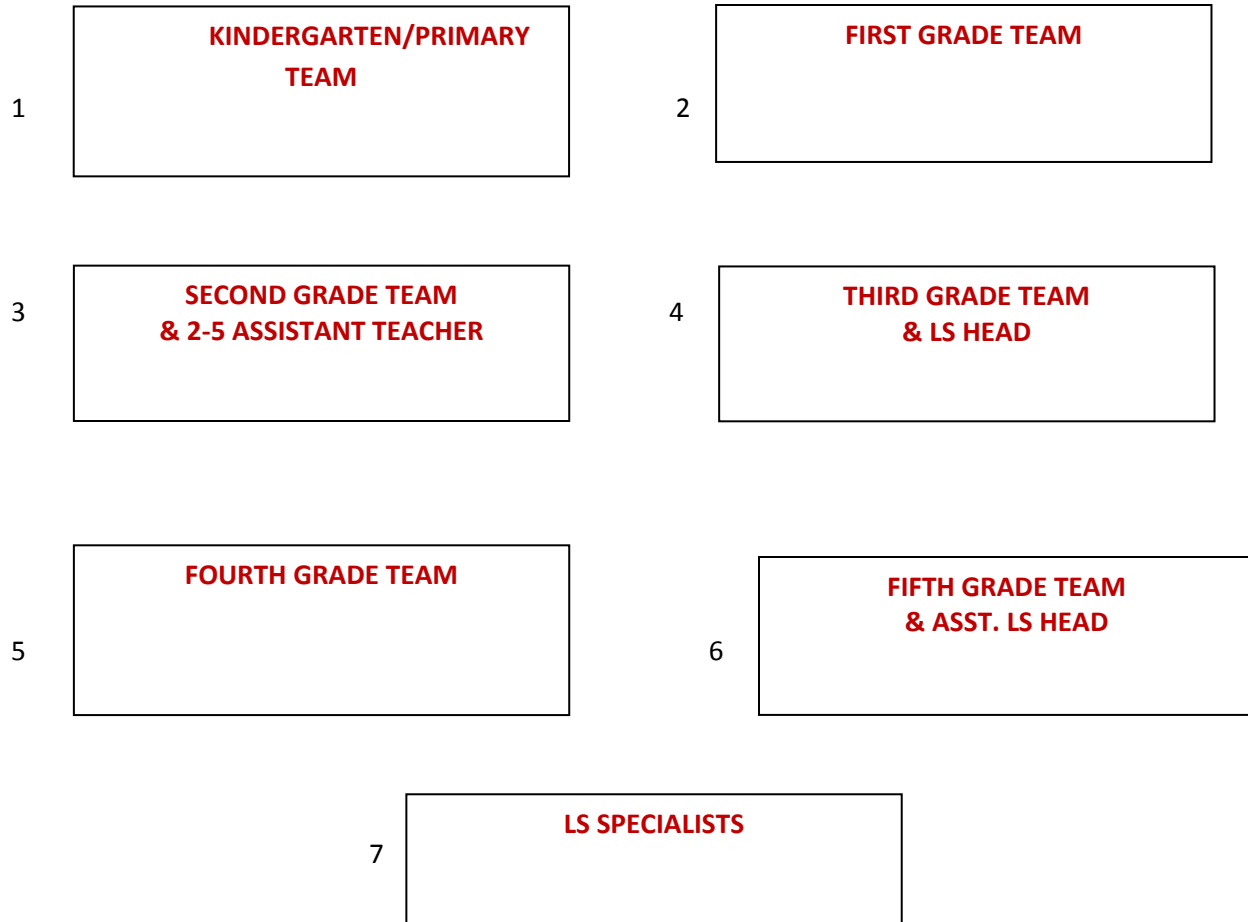 KINDERGARTEN/PRIMARY
TEAM
1
FIRST GRADE TEAM
2
SECOND GRADE TEAM
& 2-5 ASSISTANT TEACHER
3
THIRD GRADE TEAM
& LS HEAD
4
FOURTH GRADE TEAM
5
FIFTH GRADE TEAM
& ASST. LS HEAD
6
LS SPECIALISTS
7